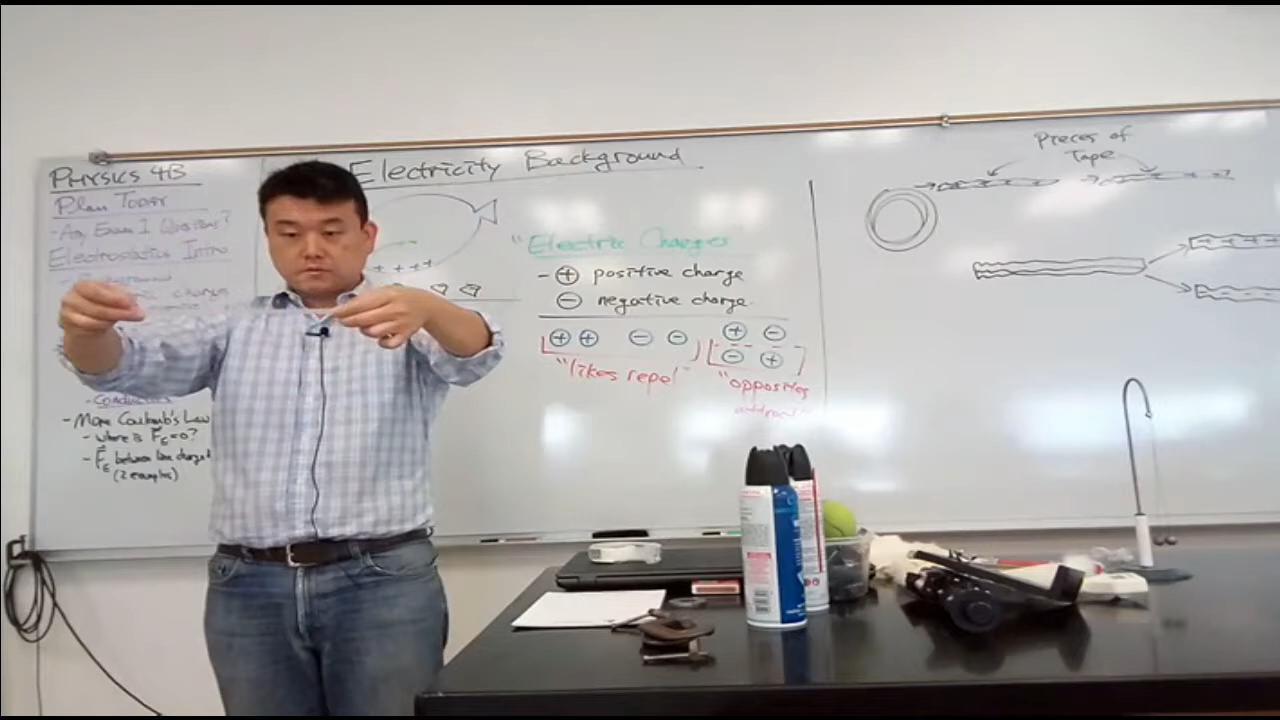 PHYSICS 4B
Plan Today
- Any Exam 1 Questions?
Electrostatics Intro
- Background
charges
- More Coulomb's Law
- where is F_E = 0?
- F_E between line charges
(2 examples)
Electricity Background
+ + + +
"Electric Charges"
- ⊕ positive charge
⊖ negative charge
⊕ ⊕ ⊖ ⊖
"likes repel"
⊕ ⊖
⊖ ⊕
"opposites
attract"
Pieces of
Tape